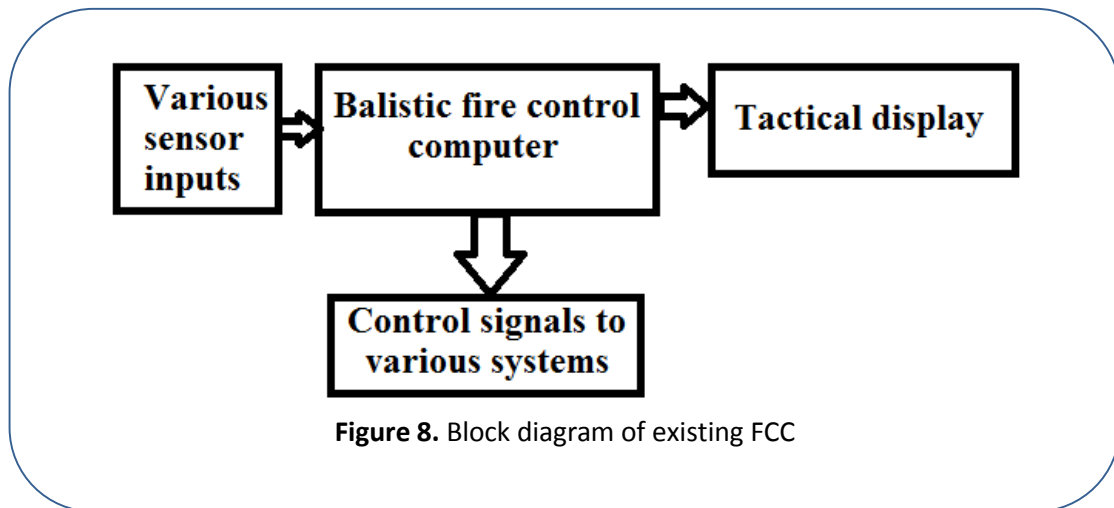 Various
sensor
inputs
Balistic fire control
computer
Tactical display
Control signals to
various systems
Figure 8. Block diagram of existing FCC